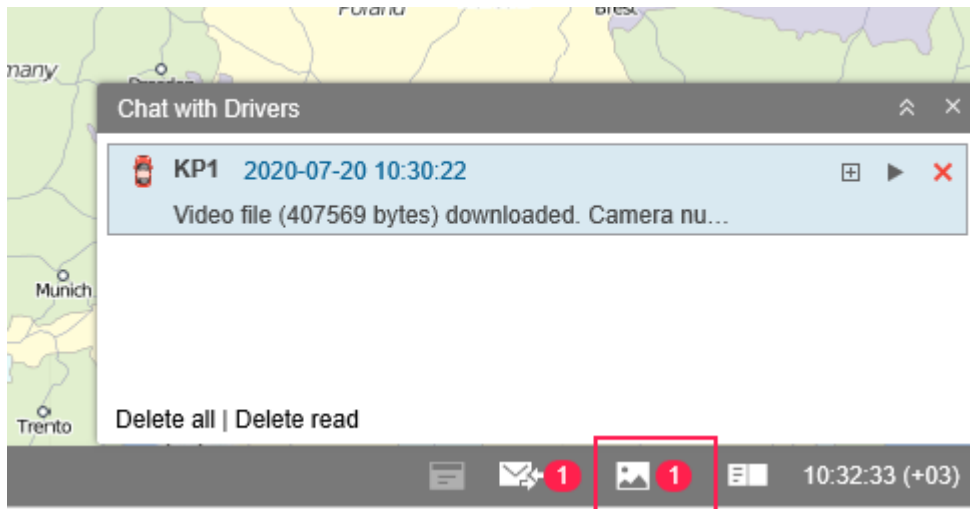 Poland
Brest
many
Dresden
Chat with Drivers
KP1 2020-07-20 10:30:22
Video file (407569 bytes) downloaded. Camera nu...
Munich
Trento
Delete all | Delete read
1
1
10:32:33 (+03)